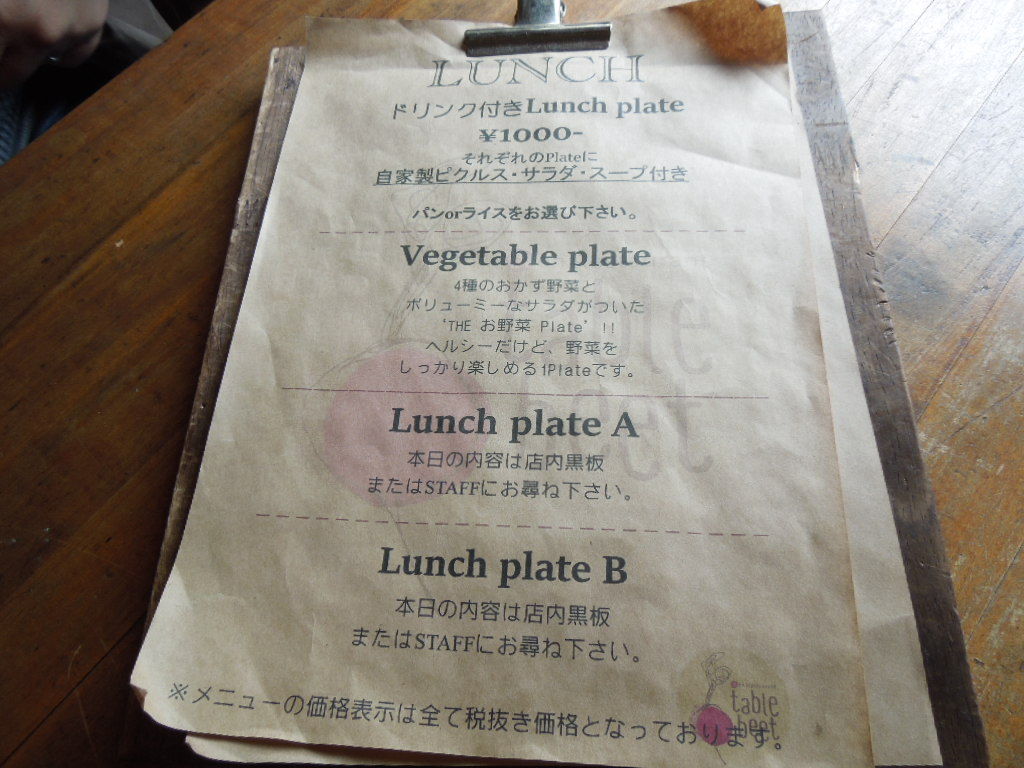 LUNCH
ドリンク付きLunch plate
¥1000-
それぞれのPlateに
自家製ピクルス・サラダ・スープ付き
パンorライスをお選び下さい。
Vegetable plate
4種のおかず野菜と
ボリューミーなサラダがついた
'THE お野菜 Plate' !!
ヘルシーだけど、野菜を
しっかり楽しめる1Plateです。
Lunch plate A
本日の内容は店内黒板
またはSTAFFにお尋ね下さい。
Lunch plate B
本日の内容は店内黒板
またはSTAFFにお尋ね下さい。
※メニューの価格表示は全て税抜き価格となっております。
table
beet